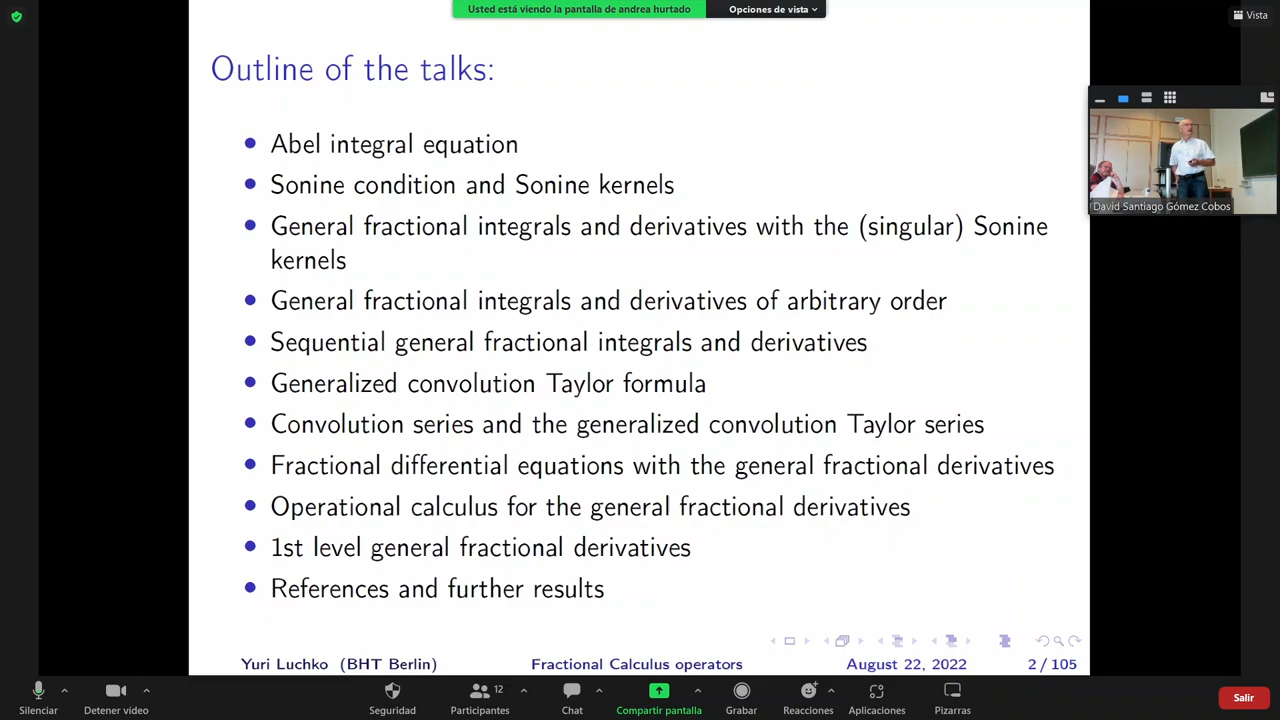 Usted está viendo la pantalla de andrea hurtado
Opciones de vista
Vista
Outline of the talks:
Abel integral equation
Sonine condition and Sonine kernels
General fractional integrals and derivatives with the (singular) Sonine
kernels
General fractional integrals and derivatives of arbitrary order
Sequential general fractional integrals and derivatives
Generalized convolution Taylor formula
Convolution series and the generalized convolution Taylor series
Fractional differential equations with the general fractional derivatives
Operational calculus for the general fractional derivatives
1st level general fractional derivatives
References and further results
David Santiago Gómez Cobos
Yuri Luchko (BHT Berlin) Fractional Calculus operators August 22, 2022 2 / 105
Silenciar Detener vídeo Seguridad Participantes 12 Chat Compartir pantalla Grabar Reacciones Aplicaciones Pizarras Salir